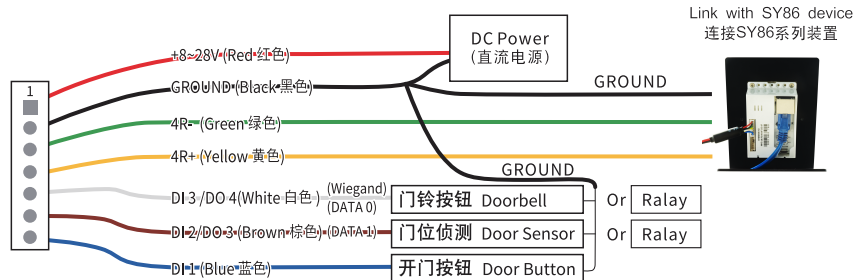 Link with SY86 device
连接SY86系列装置
+8~28V (Red 红色)
DC Power
(直流电源)
1
GROUND (Black 黑色)
GROUND
4R- (Green 绿色)
4R+ (Yellow 黄色)
GROUND
DI 3 /DO 4(White 白色 )
(Wiegand)
(DATA 0)
门铃按钮 Doorbell
Or
Ralay
DI 2/DO 3 (Brown 棕色)
(DATA 1)
门位侦测 Door Sensor
Or
Ralay
DI 1 (Blue 蓝色)
开门按钮 Door Button